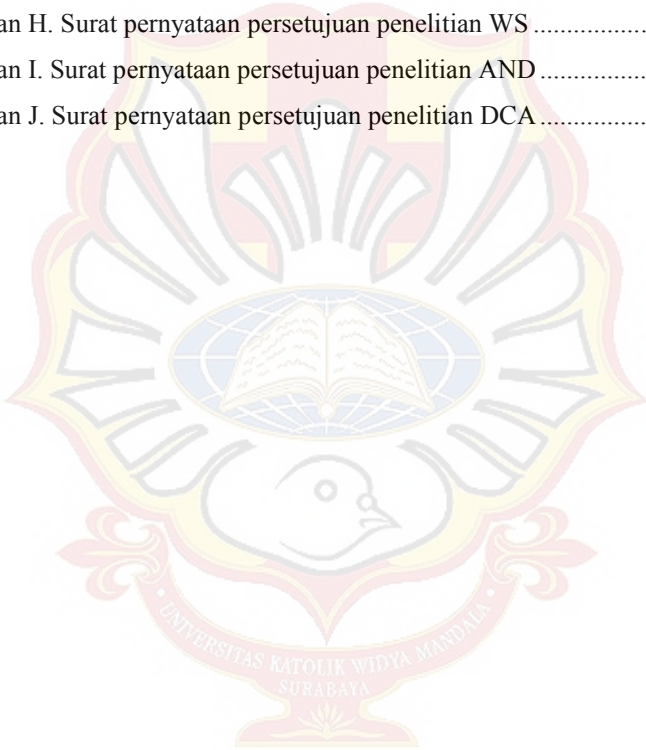 an H. Surat pernyataan persetujuan penelitian WS .................
an I. Surat pernyataan persetujuan penelitian AND ................
an J. Surat pernyataan persetujuan penelitian DCA ................
UNIVERSITAS KATOLIK WIDYA MANDALA
SURABAYA